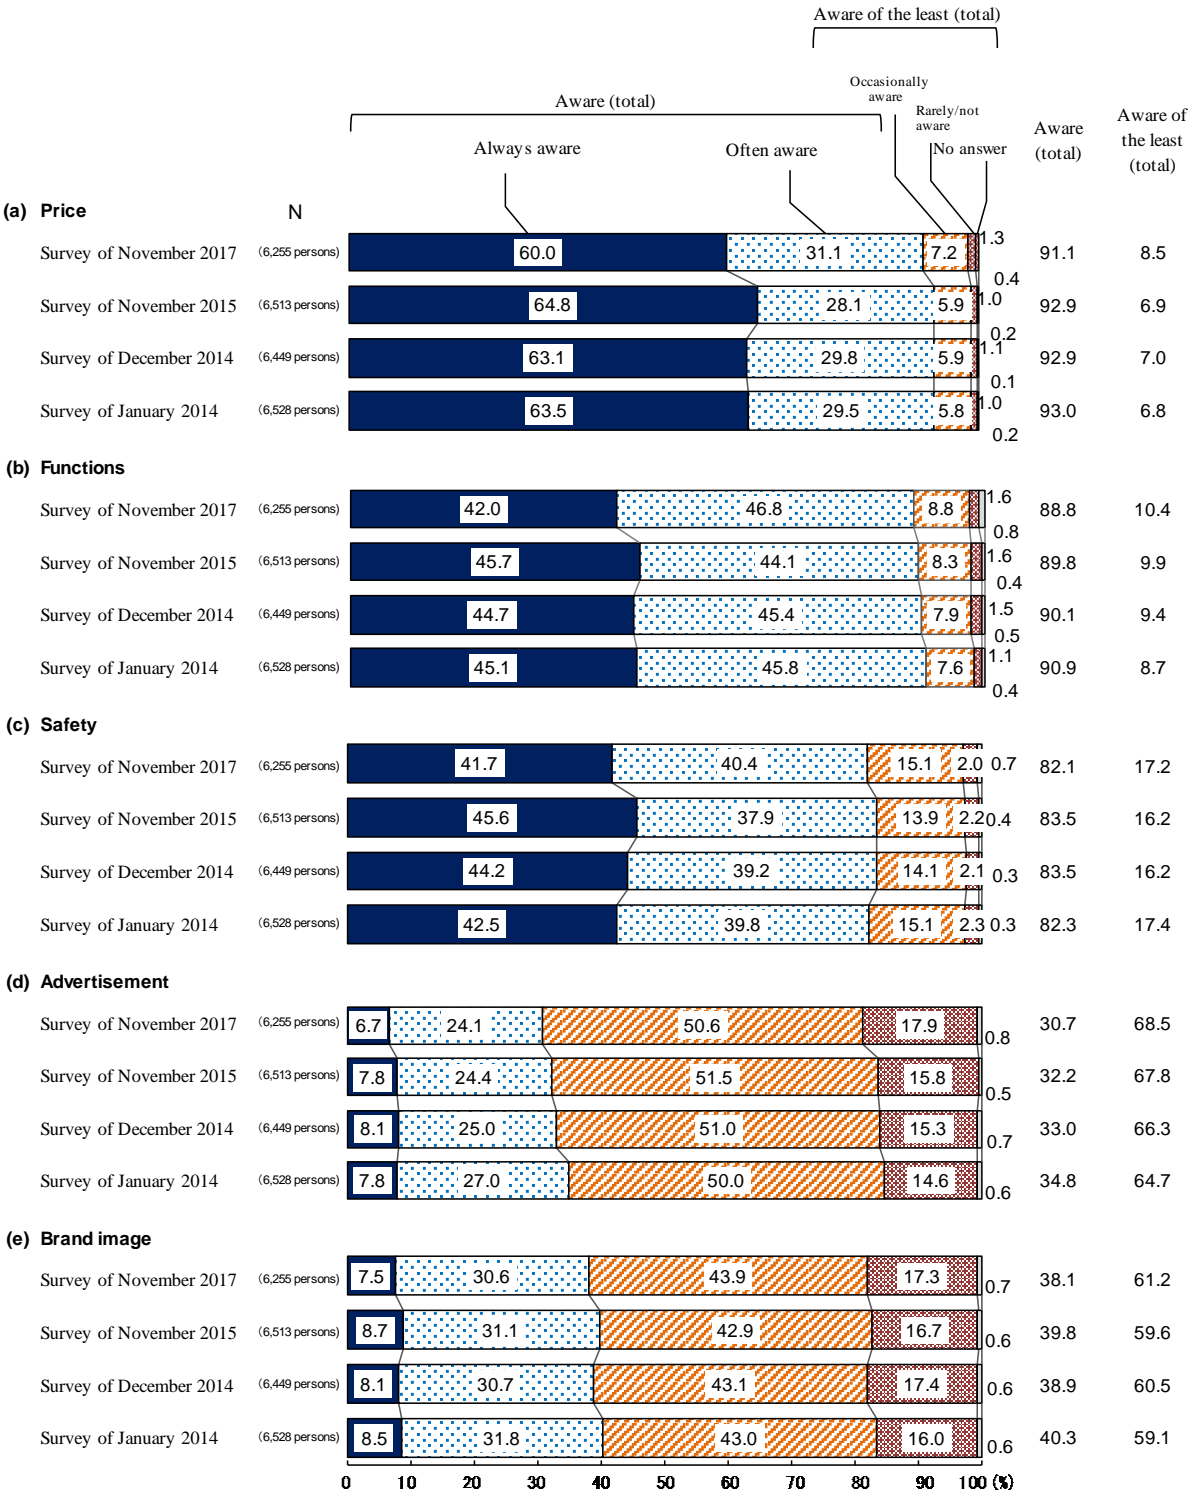 Aware of the least (total)
Occasionally
aware
Aware (total)
Rarely/not
aware
Aware
(total)
Aware of
the least
(total)
Always aware
Often aware
No answer
(a) Price
N
Survey of November 2017 (6,255 persons) 60.0 31.1 7.2 1.3 0.4 91.1 8.5
Survey of November 2015 (6,513 persons) 64.8 28.1 5.9 1.0 0.2 92.9 6.9
Survey of December 2014 (6,449 persons) 63.1 29.8 5.9 1.1 0.1 92.9 7.0
Survey of January 2014 (6,528 persons) 63.5 29.5 5.8 1.0 0.2 93.0 6.8
(b) Functions
Survey of November 2017 (6,255 persons) 42.0 46.8 8.8 1.6 0.8 88.8 10.4
Survey of November 2015 (6,513 persons) 45.7 44.1 8.3 1.6 0.4 89.8 9.9
Survey of December 2014 (6,449 persons) 44.7 45.4 7.9 1.5 0.5 90.1 9.4
Survey of January 2014 (6,528 persons) 45.1 45.8 7.6 1.1 0.4 90.9 8.7
(c) Safety
Survey of November 2017 (6,255 persons) 41.7 40.4 15.1 2.0 0.7 82.1 17.2
Survey of November 2015 (6,513 persons) 45.6 37.9 13.9 2.2 0.4 83.5 16.2
Survey of December 2014 (6,449 persons) 44.2 39.2 14.1 2.1 0.3 83.5 16.2
Survey of January 2014 (6,528 persons) 42.5 39.8 15.1 2.3 0.3 82.3 17.4
(d) Advertisement
Survey of November 2017 (6,255 persons) 6.7 24.1 50.6 17.9 0.8 30.7 68.5
Survey of November 2015 (6,513 persons) 7.8 24.4 51.5 15.8 0.5 32.2 67.8
Survey of December 2014 (6,449 persons) 8.1 25.0 51.0 15.3 0.7 33.0 66.3
Survey of January 2014 (6,528 persons) 7.8 27.0 50.0 14.6 0.6 34.8 64.7
(e) Brand image
Survey of November 2017 (6,255 persons) 7.5 30.6 43.9 17.3 0.7 38.1 61.2
Survey of November 2015 (6,513 persons) 8.7 31.1 42.9 16.7 0.6 39.8 59.6
Survey of December 2014 (6,449 persons) 8.1 30.7 43.1 17.4 0.6 38.9 60.5
Survey of January 2014 (6,528 persons) 8.5 31.8 43.0 16.0 0.6 40.3 59.1
0 10 20 30 40 50 60 70 80 90 100 (%)